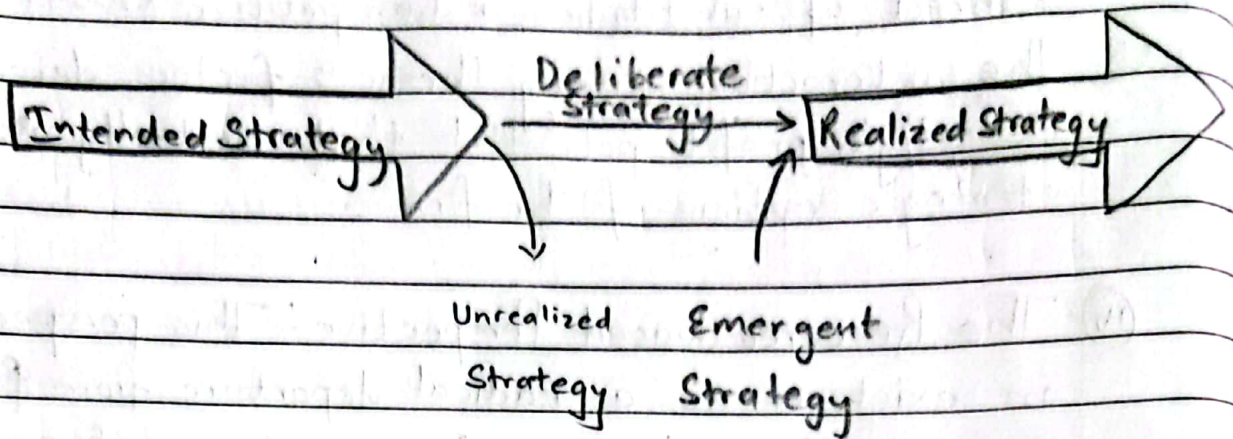 Deliberate
Strategy
Intended Strategy
Realized Strategy
Unrealized
Strategy
Emergent
Strategy